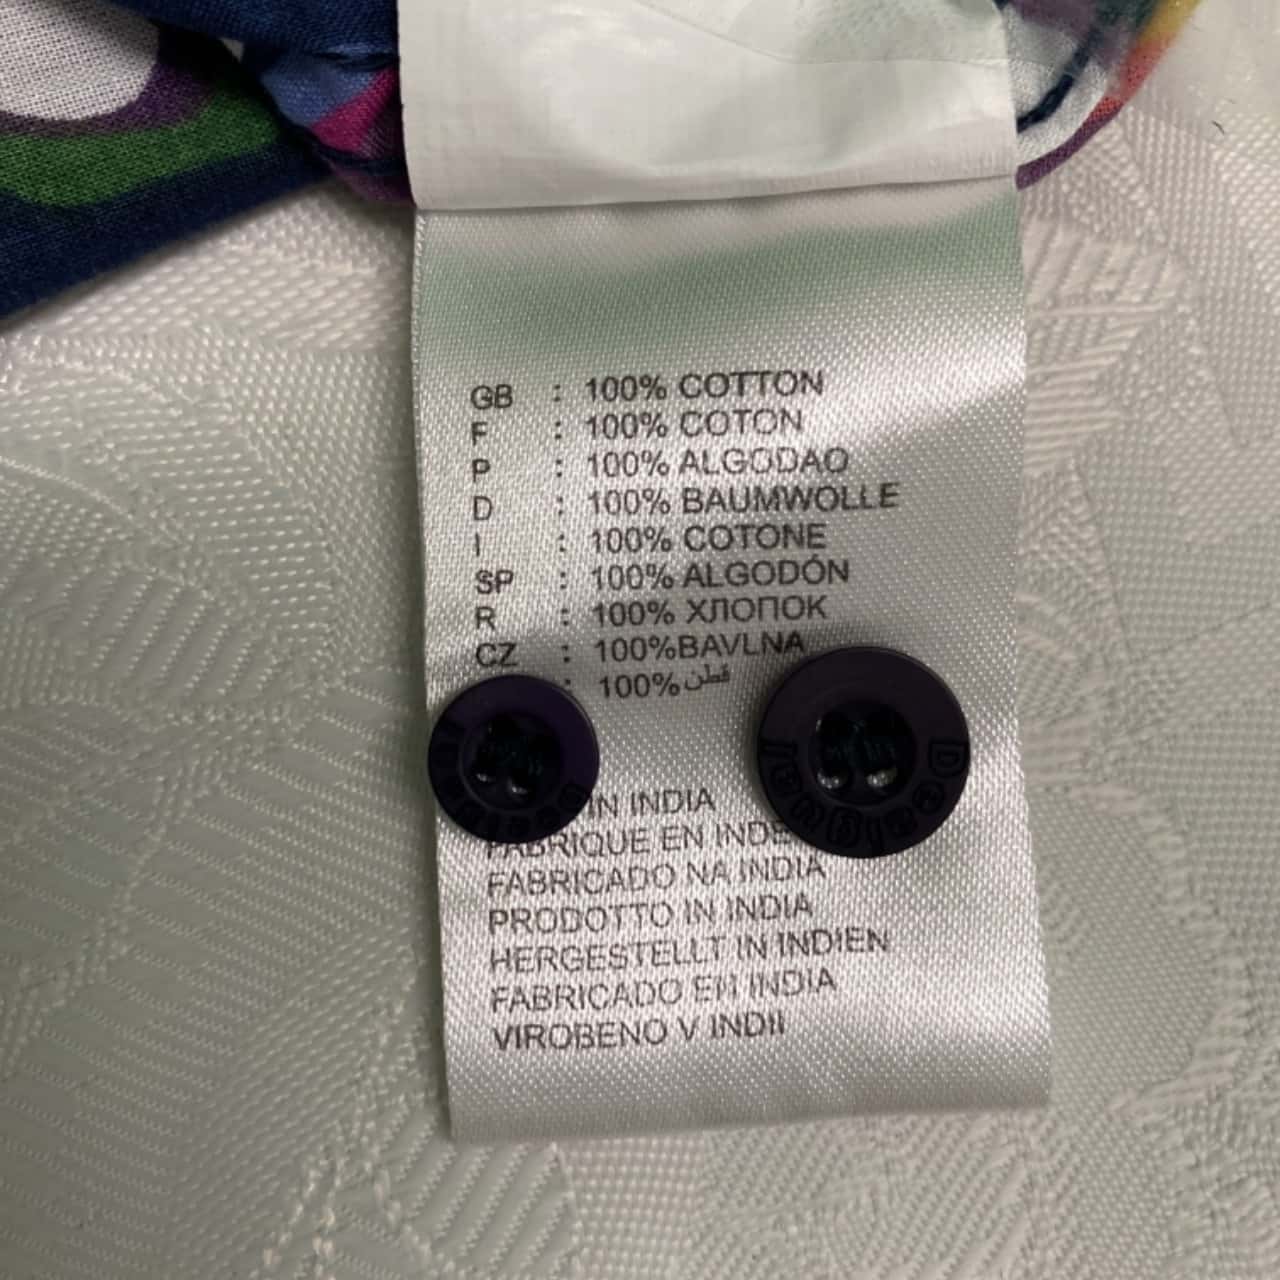 GB : 100% COTTON
F : 100% COTON
P : 100% ALGODAO
D : 100% BAUMWOLLE
I : 100% COTONE
SP : 100% ALGODÓN
R : 100% ХЛОПОК
CZ : 100%BAVLNA
: 100% قطن
IN INDIA
FABRIQUE EN INDE
FABRICADO NA INDIA
PRODOTTO IN INDIA
HERGESTELLT IN INDIEN
FABRICADO EN INDIA
VIROBENO V INDII